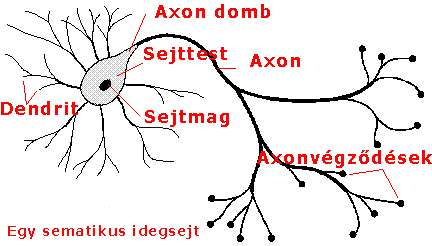 Axon domb
Sejttest
Axon
Dendrit
Sejtmag
Axonvégződések
Egy sematikus idegsejt